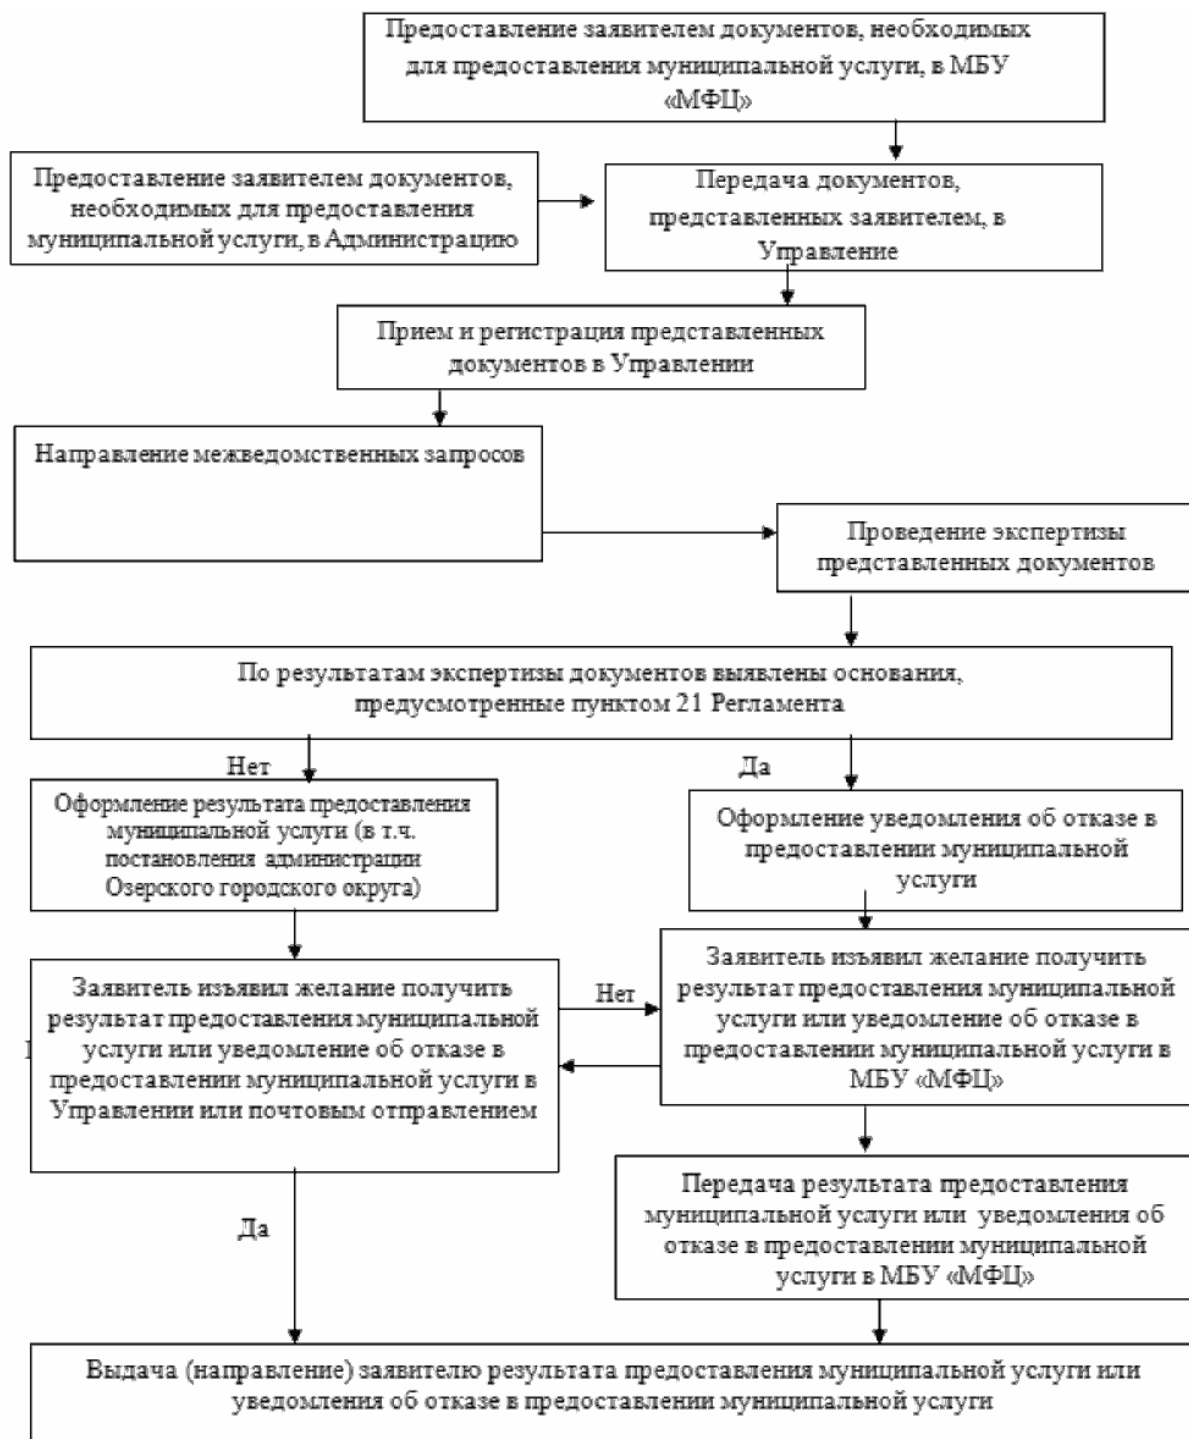 Предоставление заявителем документов, необходимых
для предоставления муниципальной услуги, в МБУ
«МФЦ»
Предоставление заявителем документов,
необходимых для предоставления
муниципальной услуги, в Администрацию
Передача документов,
представленных заявителем, в
Управление
Прием и регистрация представленных
документов в Управлении
Направление межведомственных запросов
Проведение экспертизы
представленных документов
По результатам экспертизы документов выявлены основания,
предусмотренные пунктом 21 Регламента
Нет
Да
Оформление результата предоставления
муниципальной услуги (в т.ч.
постановления администрации
Озерского городского округа)
Оформление уведомления об отказе в
предоставлении муниципальной
услуги
Заявитель изъявил желание получить
результат предоставления муниципальной
услуги или уведомление об отказе в
предоставлении муниципальной услуги в
Управлении или почтовым отправлением
Нет
Заявитель изъявил желание получить
результат предоставления муниципальной
услуги или уведомление об отказе в
предоставлении муниципальной услуги в
МБУ «МФЦ»
Да
Передача результата предоставления
муниципальной услуги или уведомления об
отказе в предоставлении муниципальной
услуги в МБУ «МФЦ»
Выдача (направление) заявителю результата предоставления муниципальной услуги или
уведомления об отказе в предоставлении муниципальной услуги